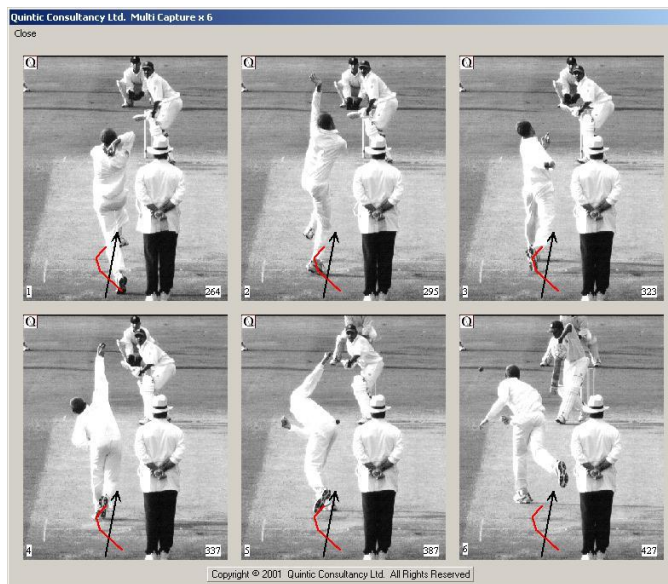 Quintic Consultancy Ltd. Multi Capture x 6
Close
Q
Q
Q
1
264
2
295
3
323
Q
Q
Q
4
337
5
387
6
427
Copyright © 2001 Quintic Consultancy Ltd. All Rights Reserved